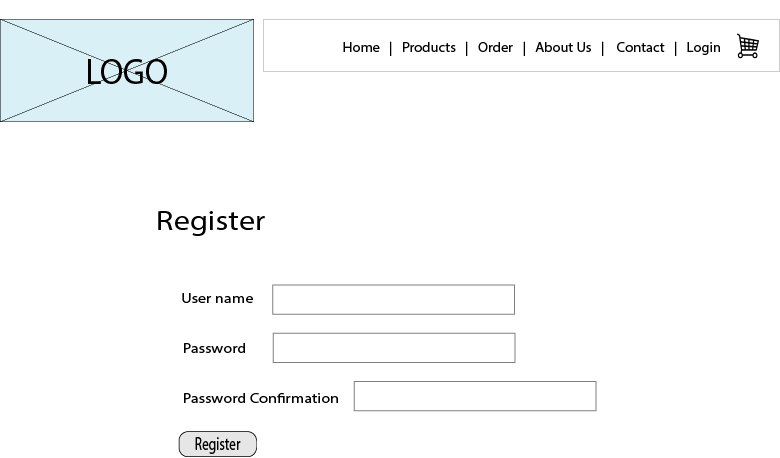 LOGO
Home | Products | Order | About Us | Contact | Login
Register
User name
Password
Password Confirmation
Register